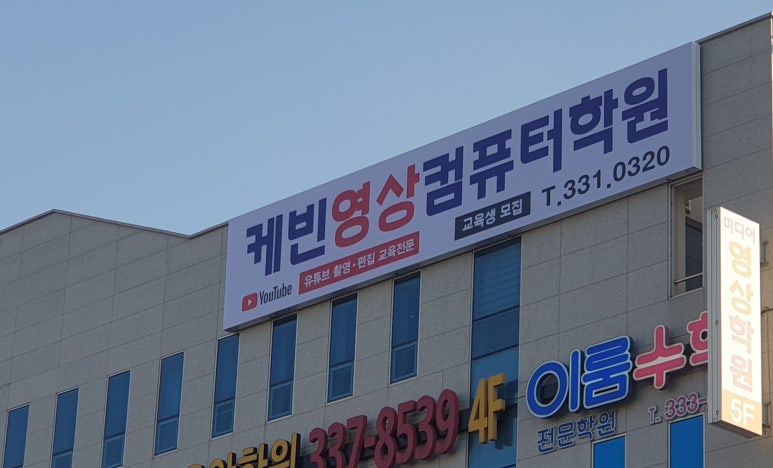 케빈영상컴퓨터학원
YouTube 유튜브 촬영·편집 교육전문 교육생 모집 T.331.0320
미디어
영상학원
5F
이룸수
전문학원 T.333-
학원 337-8539 4F